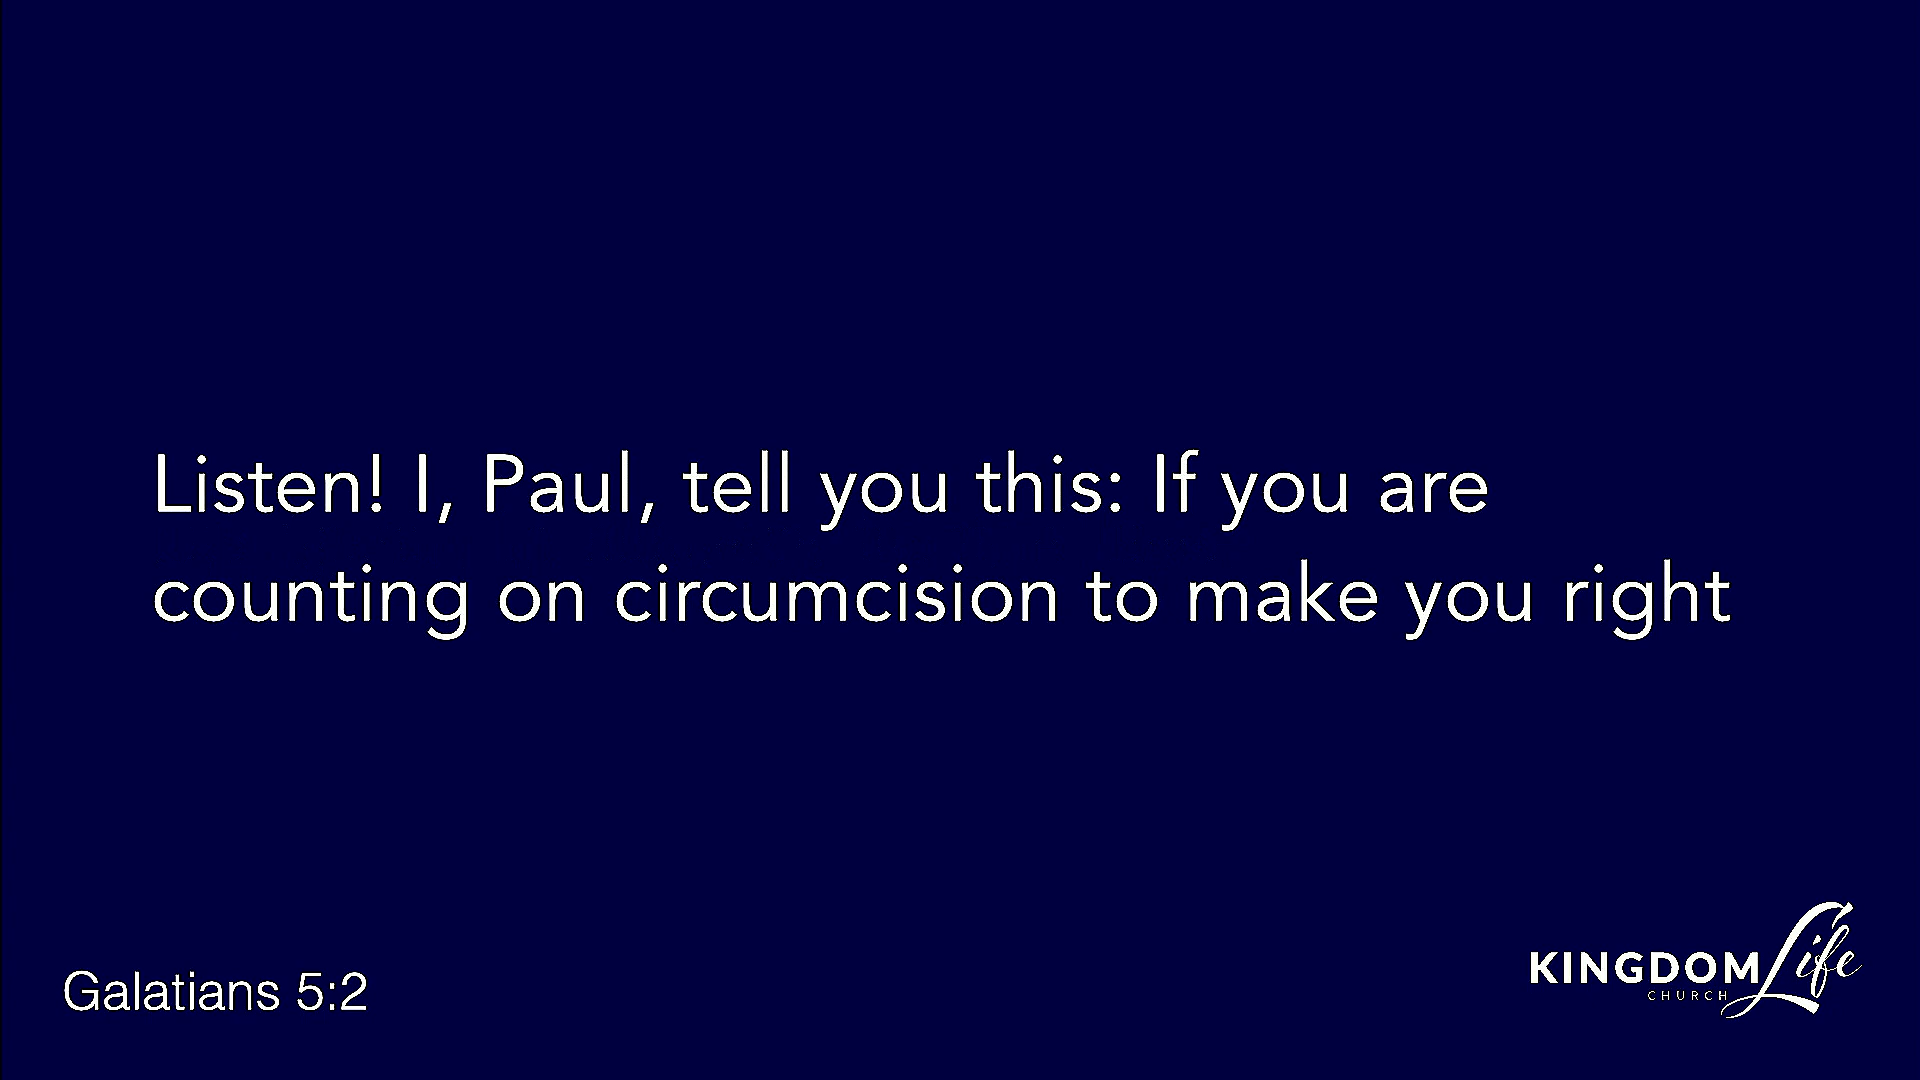 Listen! I, Paul, tell you this: If you are
counting on circumcision to make you right
Galatians 5:2
KINGDOM Life
CHURCH